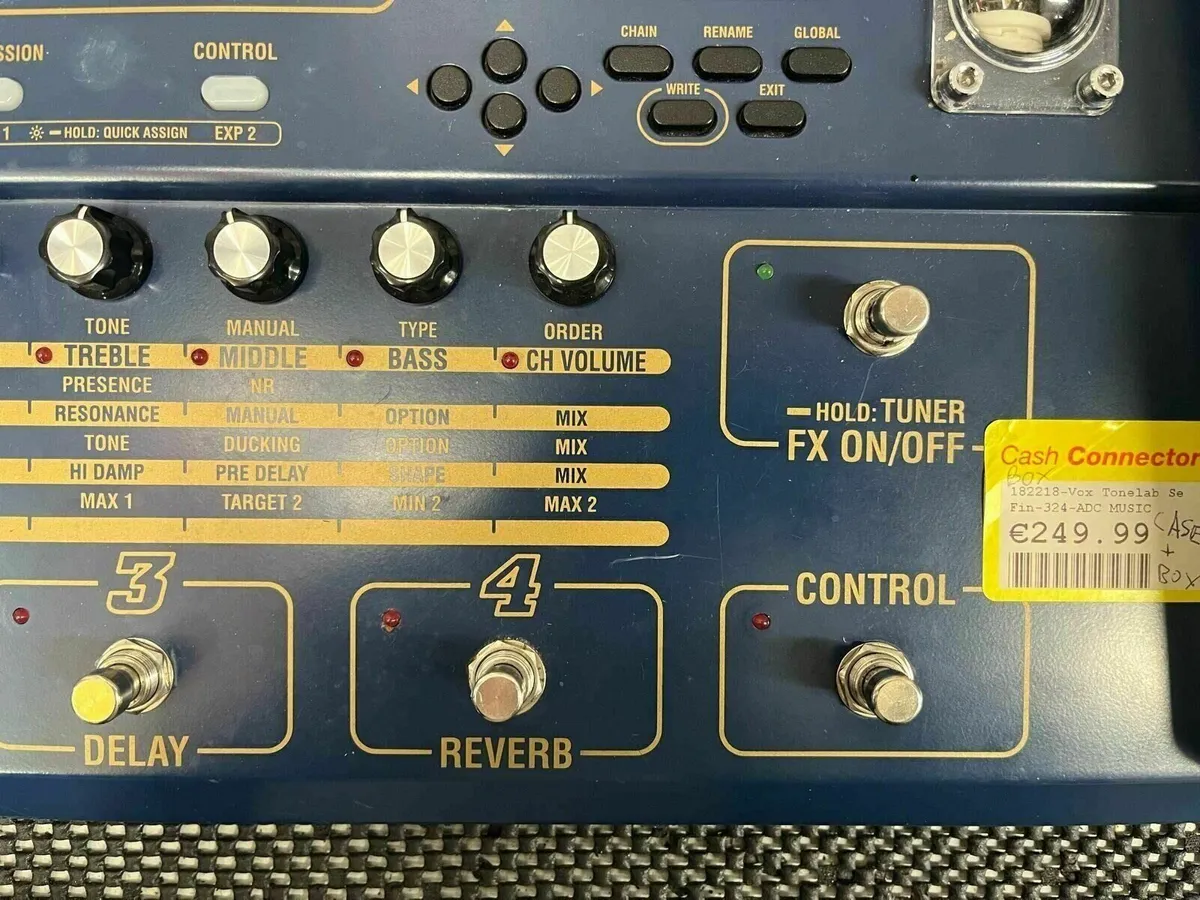 SSION
CONTROL
1 HOLD: QUICK ASSIGN EXP 2
CHAIN RENAME GLOBAL
WRITE EXIT
TONE MANUAL TYPE ORDER
TREBLE MIDDLE BASS CH VOLUME
PRESENCE NR
RESONANCE MANUAL OPTION MIX
TONE DUCKING OPTION MIX
HI DAMP PRE DELAY SHAPE MIX
MAX 1 TARGET 2 MIN 2 MAX 2
HOLD: TUNER
FX ON/OFF
Cash Connector
BOX
182218-Vox Tonelab Se
Fin-324-ADC MUSIC
€249.99
CASE
+
BOX
3
DELAY
4
REVERB
CONTROL